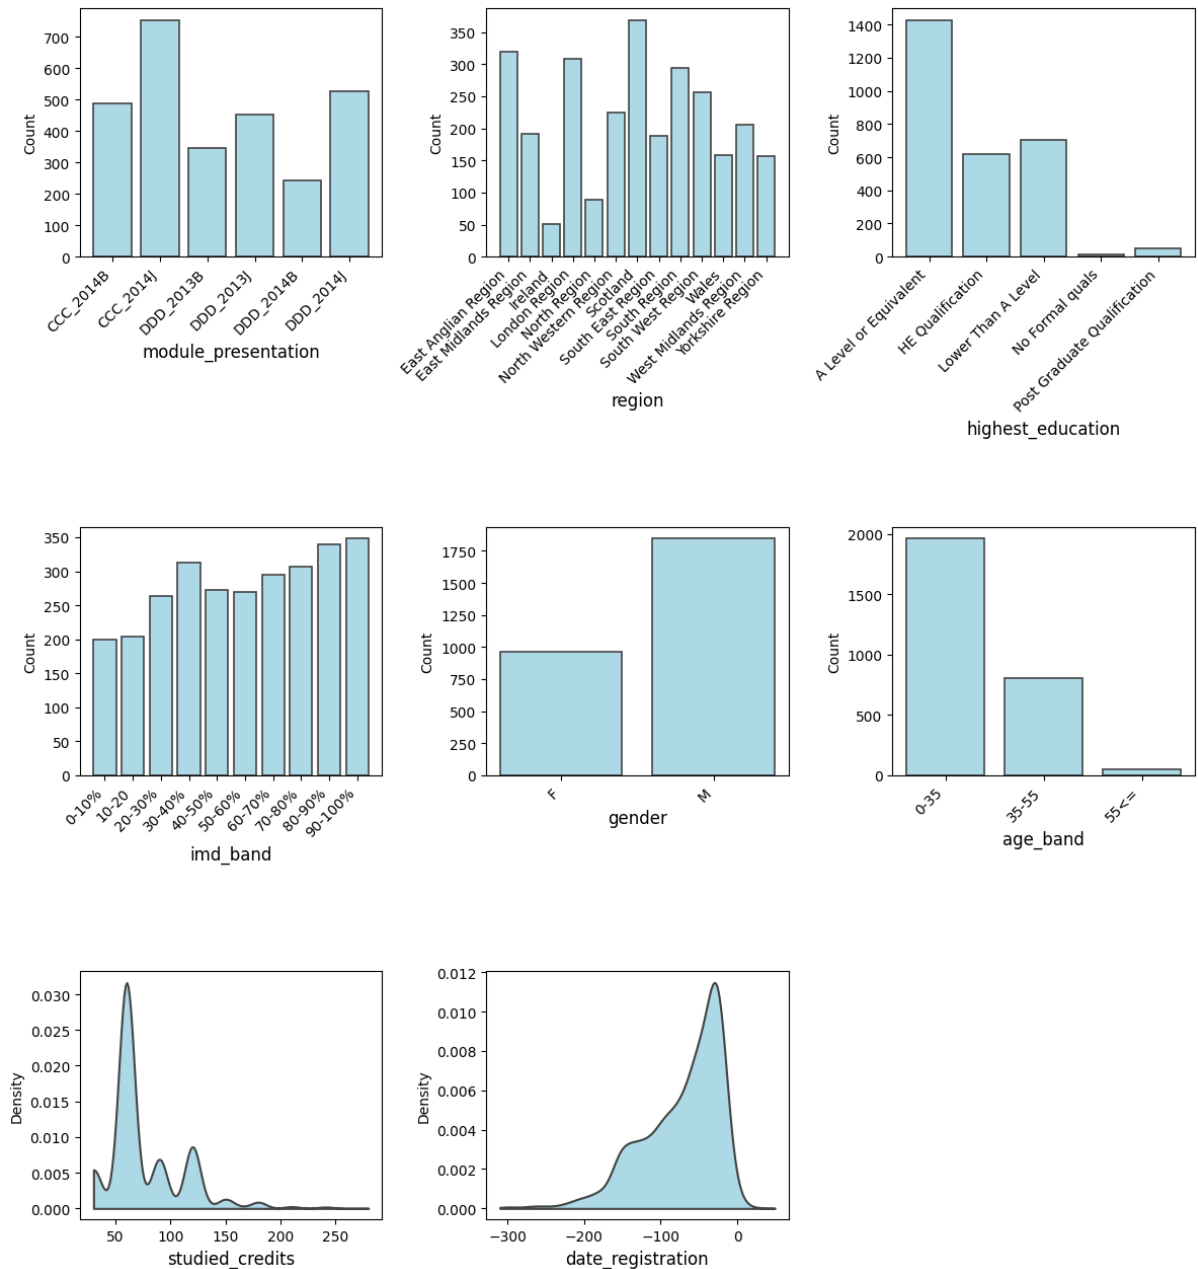 700
600
500
400
300
200
100
0
Count
CCC_2014B
CCC_2014J
DDD_2013B
DDD_2013J
DDD_2014B
DDD_2014J
module_presentation
350
300
250
200
150
100
50
0
Count
East Anglian Region
East Midlands Region
Ireland
London Region
North Region
North Western Region
Scotland
South East Region
South Region
South West Region
Wales
West Midlands Region
Yorkshire Region
region
1400
1200
1000
800
600
400
200
0
Count
A Level or Equivalent
HE Qualification
Lower Than A Level
No Formal quals
Post Graduate Qualification
highest_education
350
300
250
200
150
100
50
0
Count
0-10%
10-20
20-30%
30-40%
40-50%
50-60%
60-70%
70-80%
80-90%
90-100%
imd_band
1750
1500
1250
1000
750
500
250
0
Count
F
M
gender
2000
1500
1000
500
0
Count
0-35
35-55
55<=
age_band
0.030
0.025
0.020
0.015
0.010
0.005
0.000
Density
50 100 150 200 250
studied_credits
0.012
0.010
0.008
0.006
0.004
0.002
0.000
Density
−300 −200 −100 0
date_registration